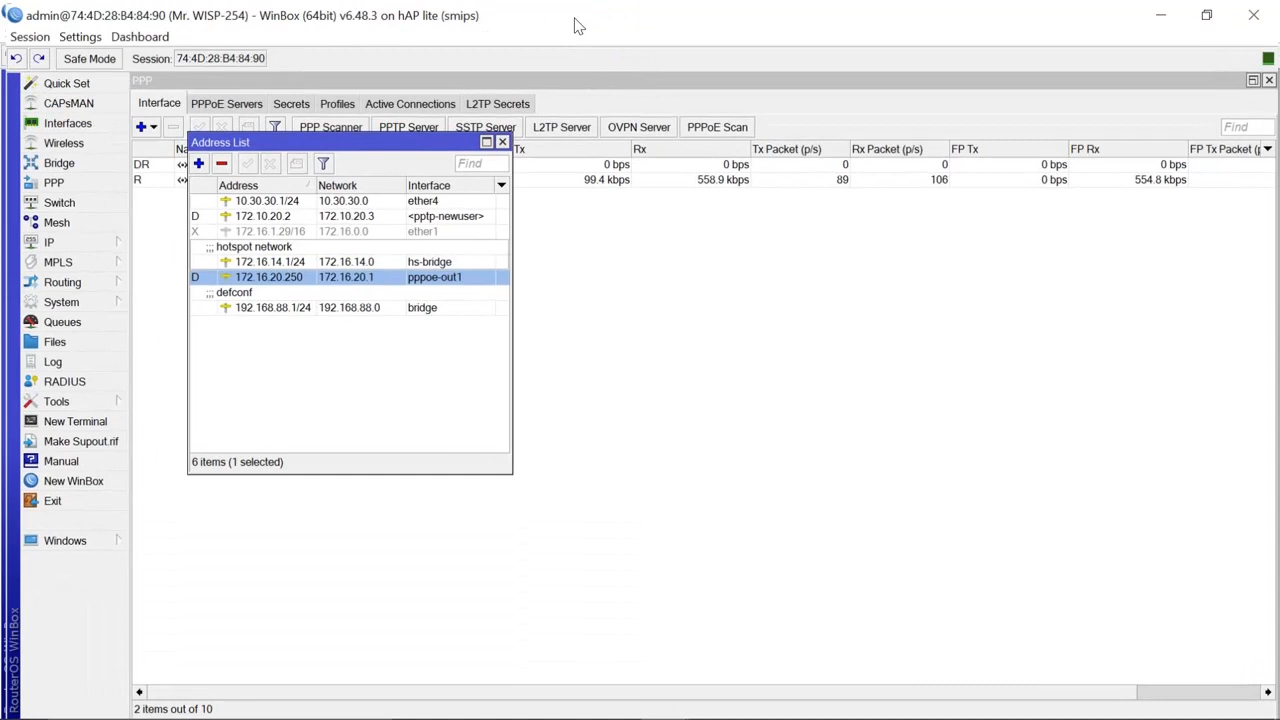 admin@74:4D:28:B4:84:90 (Mr. WISP-254) - WinBox (64bit) v6.48.3 on hAP lite (smips)
Session Settings Dashboard
Safe Mode Session: 74:4D:28:B4:84:90
Quick Set
CAPsMAN
Interfaces
Wireless
Bridge
PPP
Switch
Mesh
IP
MPLS
Routing
System
Queues
Files
Log
RADIUS
Tools
New Terminal
Make Supout.rif
Manual
New WinBox
Exit
Windows
RouterOS WinBox
PPP
Interface PPPoE Servers Secrets Profiles Active Connections L2TP Secrets
PPP Scanner PPTP Server SSTP Server L2TP Server OVPN Server PPPoE Scan Find
Tx Rx Tx Packet (p/s) Rx Packet (p/s) FP Tx FP Rx FP Tx Packet (
DR 0 bps 0 bps 0 0 0 bps 0 bps
R 99.4 kbps 558.9 kbps 89 106 0 bps 554.8 kbps
Address List
Find
Address Network Interface
10.30.30.1/24 10.30.30.0 ether4
D 172.10.20.2 172.10.20.3 <pptp-newuser>
X 172.16.1.29/16 172.16.0.0 ether1
;;; hotspot network
172.16.14.1/24 172.16.14.0 hs-bridge
D 172.16.20.250 172.16.20.1 pppoe-out1
;;; defconf
192.168.88.1/24 192.168.88.0 bridge
6 items (1 selected)
2 items out of 10